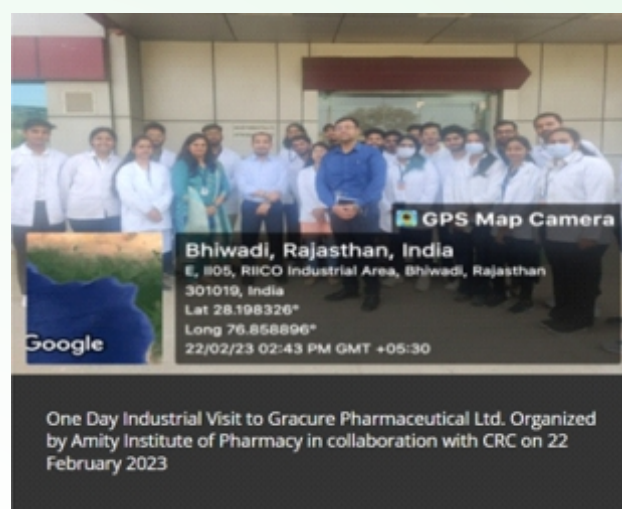 GPS Map Camera
Bhiwadi, Rajasthan, India
E, II05, RIICO Industrial Area, Bhiwadi, Rajasthan
301019, India
Lat 28.198326°
Long 76.858896°
22/02/23 02:43 PM GMT +05:30
Google
One Day Industrial Visit to Gracure Pharmaceutical Ltd. Organized
by Amity Institute of Pharmacy in collaboration with CRC on 22
February 2023